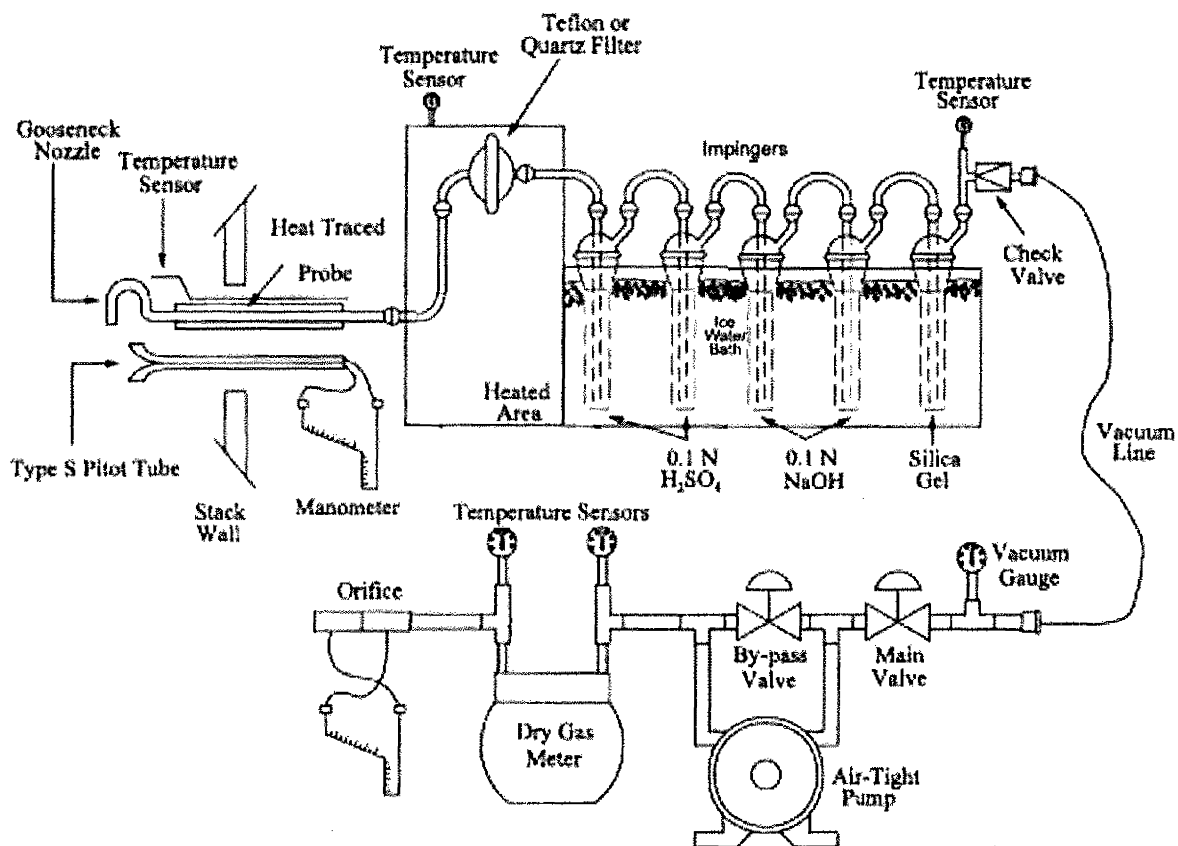 Teflon or
Quartz Filter
Temperature
Sensor
Temperature
Sensor
Gooseneck
Nozzle
Temperature
Sensor
Impingers
Heat Traced
Probe
Check
Valve
Ice
Water
Bath
Heated
Area
Type S Pitot Tube
Stack
Wall
Manometer
0.1 N
H₂SO₄
0.1 N
NaOH
Silica
Gel
Vacuum
Line
Temperature Sensors
Vacuum
Gauge
Orifice
By-pass
Valve
Main
Valve
Dry Gas
Meter
Air-Tight
Pump